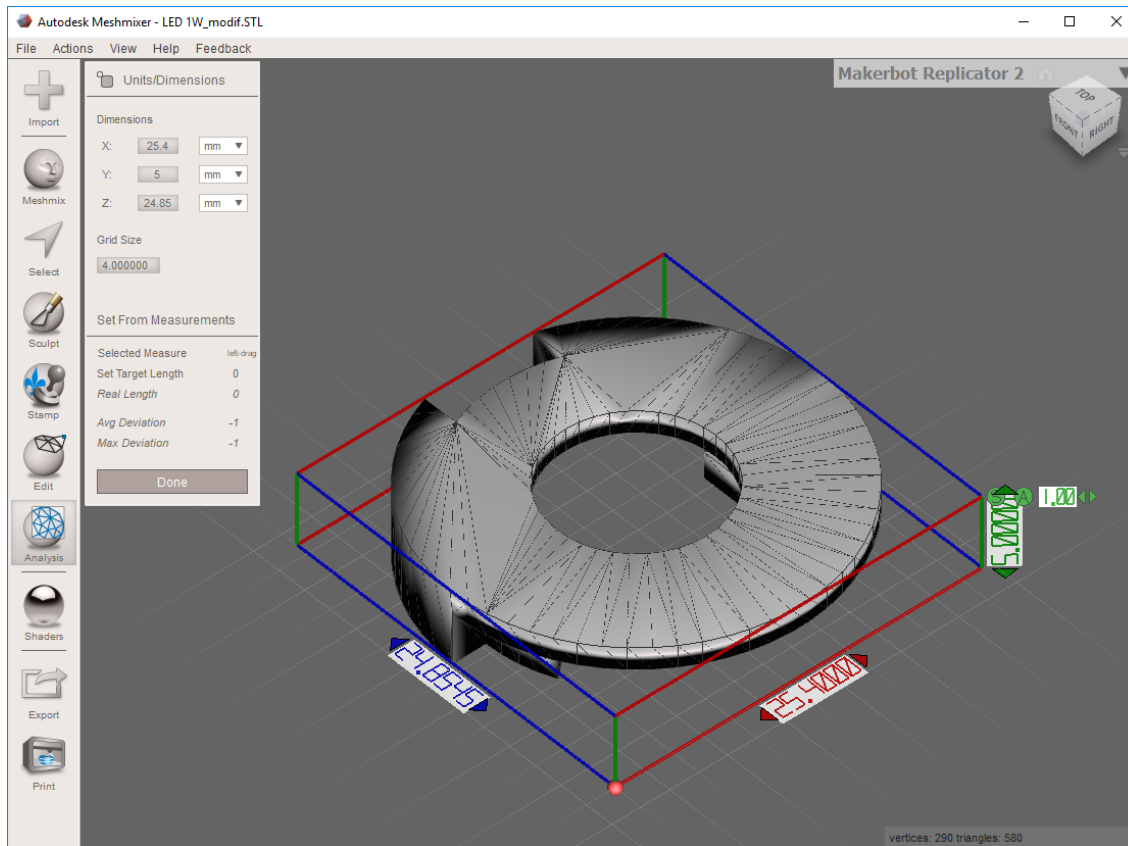 Autodesk Meshmixer - LED 1W_modif.STL
File Actions View Help Feedback
Import
Meshmix
Select
Sculpt
Stamp
Edit
Analysis
Shaders
Export
Print
Units/Dimensions
Dimensions
X: 25.4 mm
Y: 5 mm
Z: 24.85 mm
Grid Size
4.000000
Set From Measurements
Selected Measure left-drag
Set Target Length 0
Real Length 0
Avg Deviation -1
Max Deviation -1
Done
Makerbot Replicator 2
TOP
FRONT RIGHT
S A 1.00
5.0000
24.8545
25.4000
vertices: 290 triangles: 580